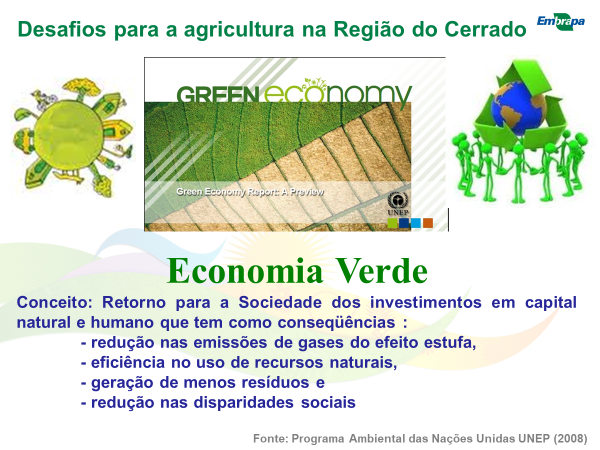 Desafios para a agricultura na Região do Cerrado
Embrapa
GREEN economy
Green Economy Report: A Preview
UNEP
Economia Verde
Conceito: Retorno para a Sociedade dos investimentos em capital
natural e humano que tem como conseqüências :
- redução nas emissões de gases do efeito estufa,
- eficiência no uso de recursos naturais,
- geração de menos resíduos e
- redução nas disparidades sociais
Fonte: Programa Ambiental das Nações Unidas UNEP (2008)